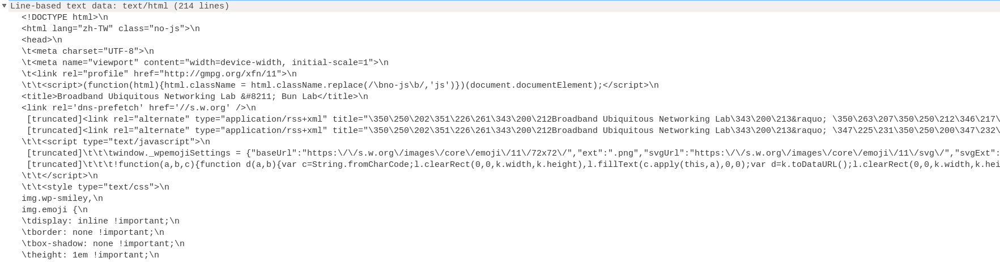 Line-based text data: text/html (214 lines)
<!DOCTYPE html>\n
<html lang="zh-TW" class="no-js">\n
<head>\n
\t<meta charset="UTF-8">\n
\t<meta name="viewport" content="width=device-width, initial-scale=1">\n
\t<link rel="profile" href="http://gmpg.org/xfn/11">\n
\t\t<script>(function(html){html.className = html.className.replace(/\bno-js\b/,'js')})(document.documentElement);</script>\n
<title>Broadband Ubiquitous Networking Lab &#8211; Bun Lab</title>\n
<link rel='dns-prefetch' href='//s.w.org' />\n
[truncated]<link rel="alternate" type="application/rss+xml" title="\350\250\202\351\226\261\343\200\212Broadband Ubiquitous Networking Lab\343\200\213&raquo; \350\263\207\350\250\212\346\217\
[truncated]<link rel="alternate" type="application/rss+xml" title="\350\250\202\351\226\261\343\200\212Broadband Ubiquitous Networking Lab\343\200\213&raquo; \347\225\231\350\250\200\347\232\
\t\t<script type="text/javascript">\n
[truncated]\t\t\twindow._wpemojiSettings = {"baseUrl":"https:\/\/s.w.org\/images\/core\/emoji\/11\/72x72\/","ext":".png","svgUrl":"https:\/\/s.w.org\/images\/core\/emoji\/11\/svg\/","svgExt":
[truncated]\t\t\t!function(a,b,c){function d(a,b){var c=String.fromCharCode;l.clearRect(0,0,k.width,k.height),l.fillText(c.apply(this,a),0,0);var d=k.toDataURL();l.clearRect(0,0,k.width,k.hei
\t\t</script>\n
\t\t<style type="text/css">\n
img.wp-smiley,\n
img.emoji {\n
\tdisplay: inline !important;\n
\tborder: none !important;\n
\tbox-shadow: none !important;\n
\theight: 1em !important;\n